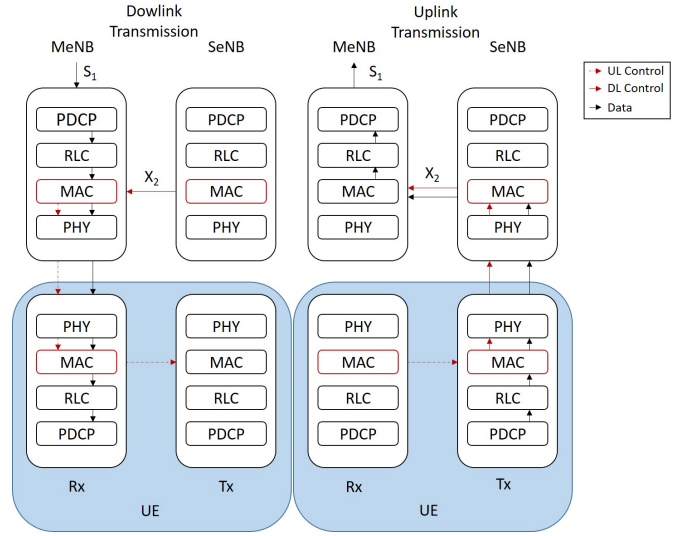 Dowlink
Transmission
MeNB
SeNB
S1
PDCP
RLC
MAC
PHY
X2
PDCP
RLC
MAC
PHY
PHY
MAC
RLC
PDCP
Rx
PHY
MAC
RLC
PDCP
Tx
UE
Uplink
Transmission
MeNB
SeNB
S1
PDCP
RLC
MAC
PHY
X2
PDCP
RLC
MAC
PHY
PHY
MAC
RLC
PDCP
Rx
PHY
MAC
RLC
PDCP
Tx
UE
UL Control
DL Control
Data